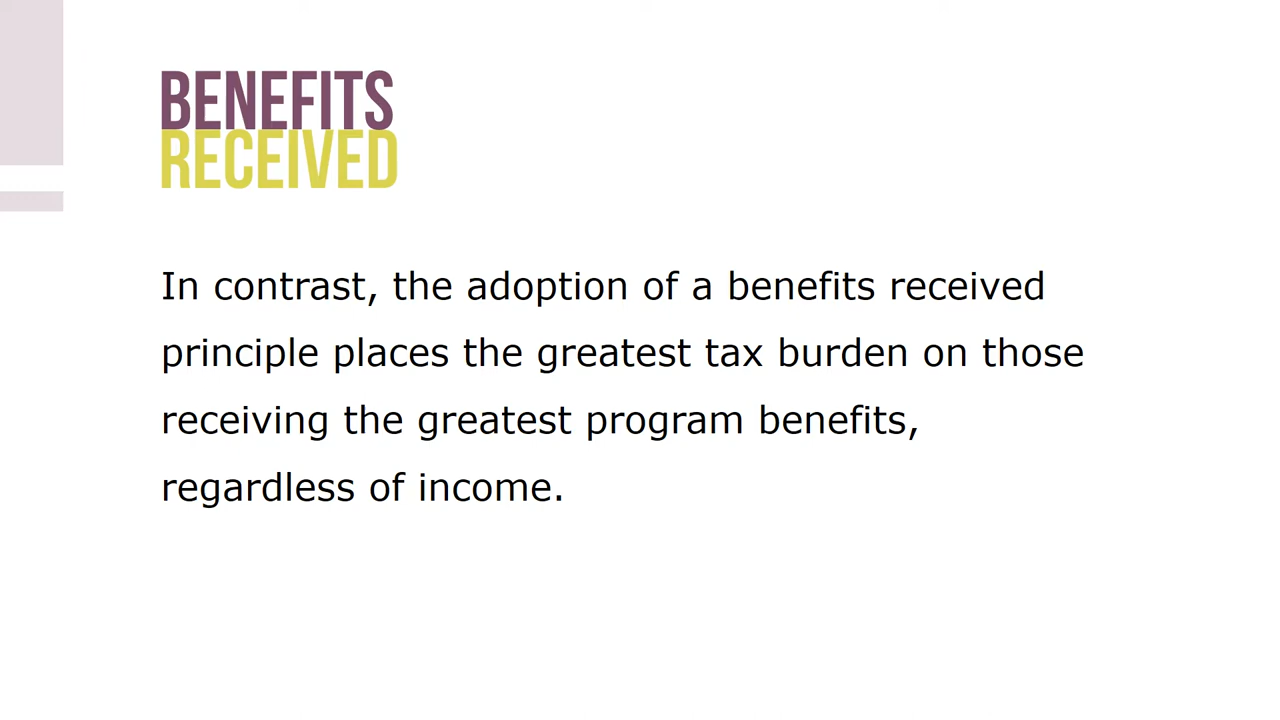 BENEFITS
RECEIVED
In contrast, the adoption of a benefits received
principle places the greatest tax burden on those
receiving the greatest program benefits,
regardless of income.